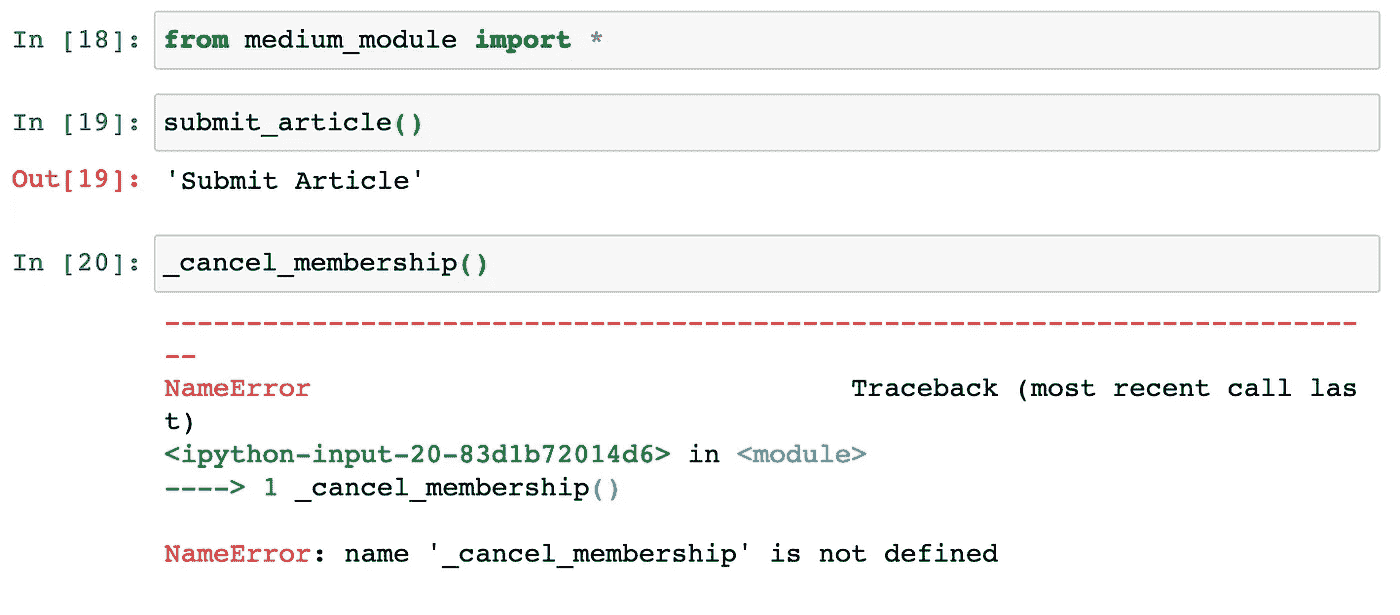 In [18]: from medium_module import *
In [19]: submit_article()
Out[19]: 'Submit Article'
In [20]: _cancel_membership()
---------------------------------------------------------------------------
--
NameError                                 Traceback (most recent call las
t)
<ipython-input-20-83d1b72014d6> in <module>
----> 1 _cancel_membership()
NameError: name '_cancel_membership' is not defined